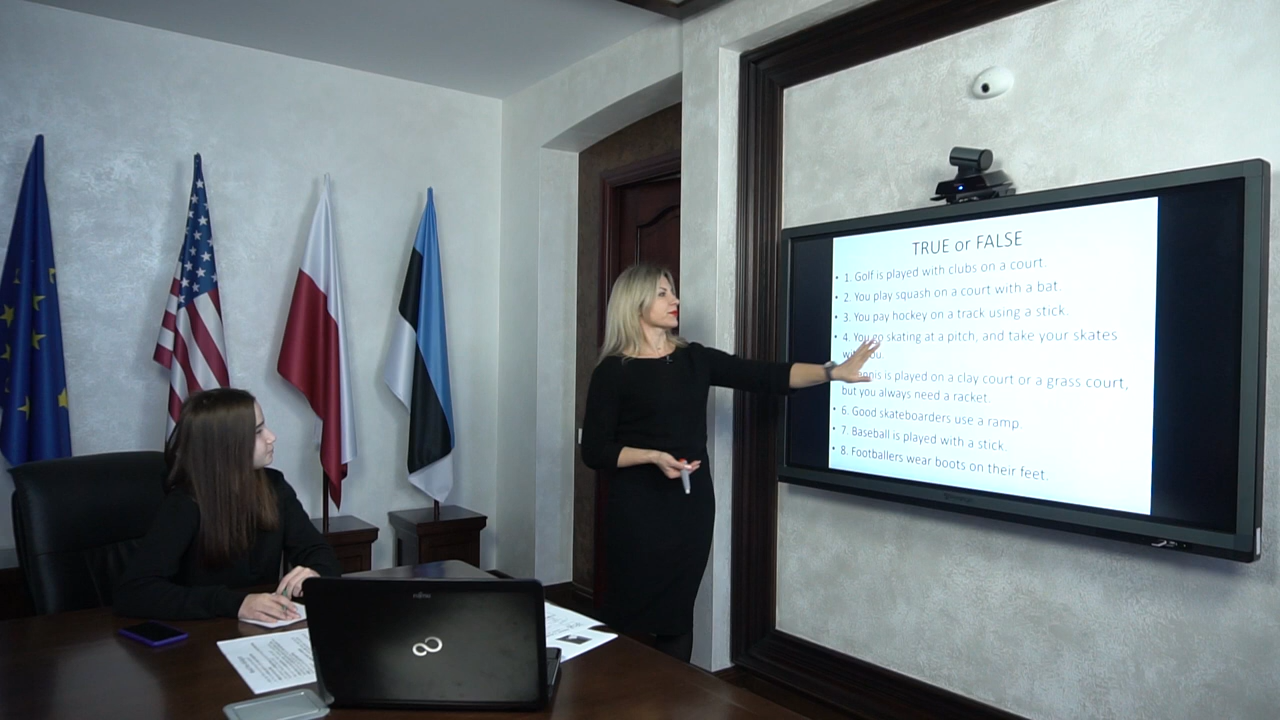 TRUE or FALSE
• 1. Golf is played with clubs on a court.
• 2. You play squash on a court with a bat.
• 3. You pay hockey on a track using a stick.
• 4. You go skating at a pitch, and take your skates
you.
is played on a clay court or a grass court,
but you always need a racket.
• 6. Good skateboarders use a ramp.
• 7. Baseball is played with a stick.
• 8. Footballers wear boots on their feet.
FUJITSU